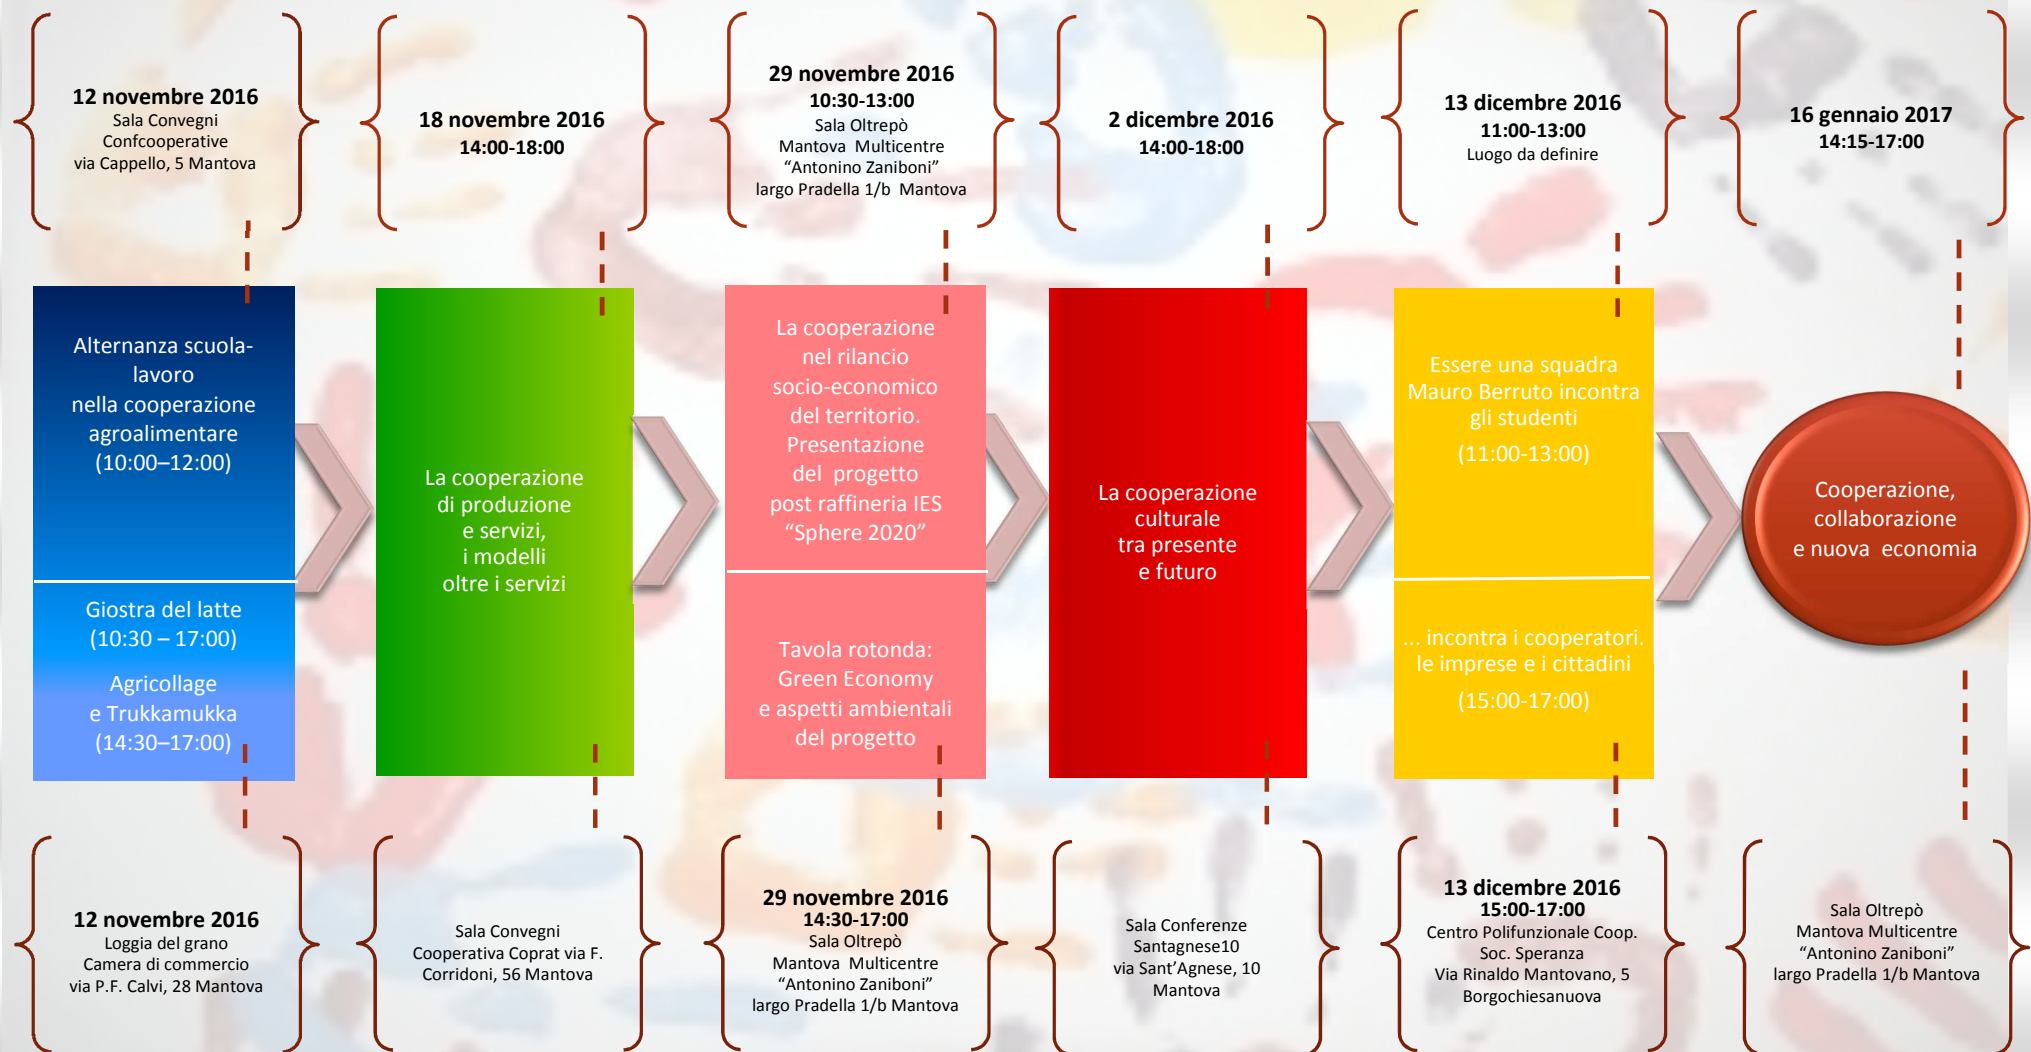 12 novembre 2016
Sala Convegni
Confcooperative
via Cappello, 5 Mantova
18 novembre 2016
14:00-18:00
29 novembre 2016
10:30-13:00
Sala Oltrepò
Mantova Multicentre
“Antonino Zaniboni”
largo Pradella 1/b Mantova
2 dicembre 2016
14:00-18:00
13 dicembre 2016
11:00-13:00
Luogo da definire
16 gennaio 2017
14:15-17:00
Alternanza scuola-
lavoro
nella cooperazione
agroalimentare
(10:00–12:00)
Giostra del latte
(10:30 – 17:00)
Agricollage
e Trukkamukka
(14:30–17:00)
La cooperazione
di produzione
e servizi,
i modelli
oltre i servizi
La cooperazione
nel rilancio
socio-economico
del territorio.
Presentazione
del progetto
post raffineria IES
“Sphere 2020”
Tavola rotonda:
Green Economy
e aspetti ambientali
del progetto
La cooperazione
culturale
tra presente
e futuro
Essere una squadra
Mauro Berruto incontra
gli studenti
(11:00-13:00)
... incontra i cooperatori.
le imprese e i cittadini
(15:00-17:00)
Cooperazione,
collaborazione
e nuova economia
12 novembre 2016
Loggia del grano
Camera di commercio
via P.F. Calvi, 28 Mantova
Sala Convegni
Cooperativa Coprat via F.
Corridoni, 56 Mantova
29 novembre 2016
14:30-17:00
Sala Oltrepò
Mantova Multicentre
“Antonino Zaniboni”
largo Pradella 1/b Mantova
Sala Conferenze
Santagnese10
via Sant’Agnese, 10
Mantova
13 dicembre 2016
15:00-17:00
Centro Polifunzionale Coop.
Soc. Speranza
Via Rinaldo Mantovano, 5
Borgochiesanuova
Sala Oltrepò
Mantova Multicentre
“Antonino Zaniboni”
largo Pradella 1/b Mantova